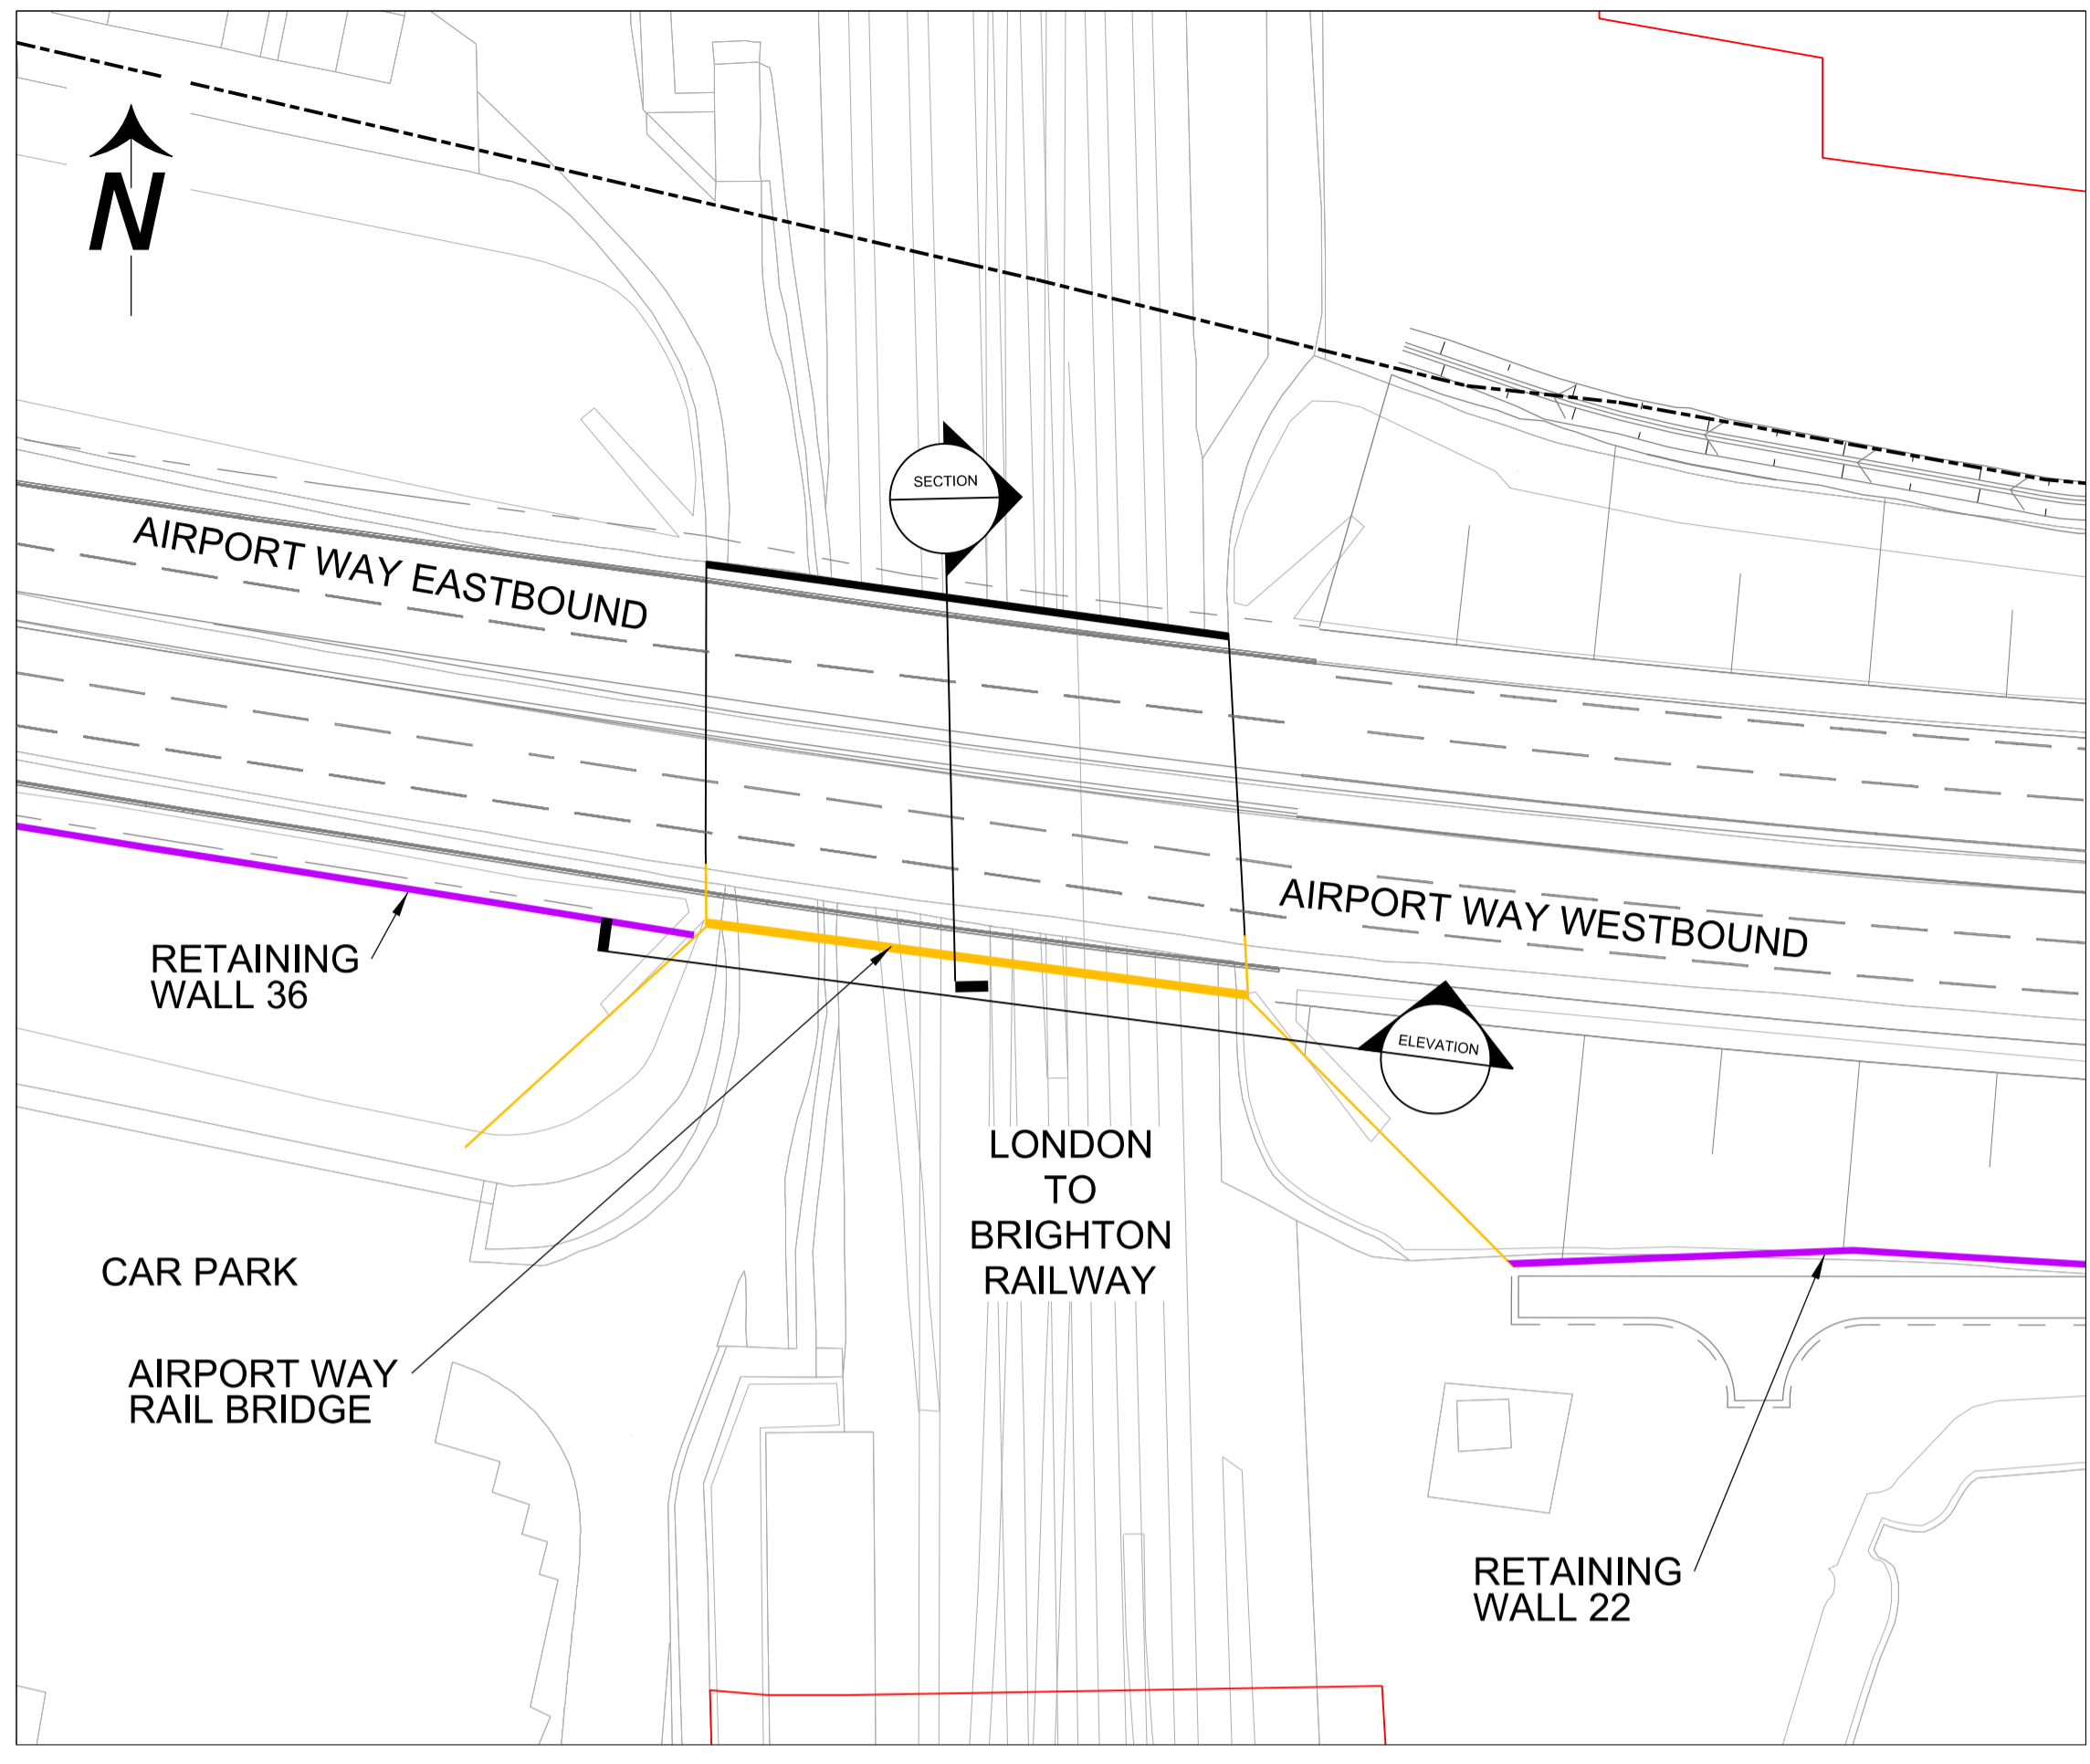 N
SECTION
AIRPORT WAY EASTBOUND
AIRPORT WAY WESTBOUND
RETAINING
WALL 36
ELEVATION
LONDON
TO
BRIGHTON
RAILWAY
CAR PARK
AIRPORT WAY
RAIL BRIDGE
RETAINING
WALL 22